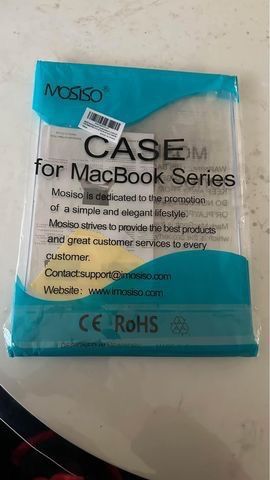 MOSISO®
CASE
for MacBook Series
Mosiso is dedicated to the promotion
of a simple and elegant lifestyle.
Mosiso strives to provide the best products
and great customer services to every
customer.
Contact:support@imosiso.com
Website: www.imosiso.com
CE RoHS